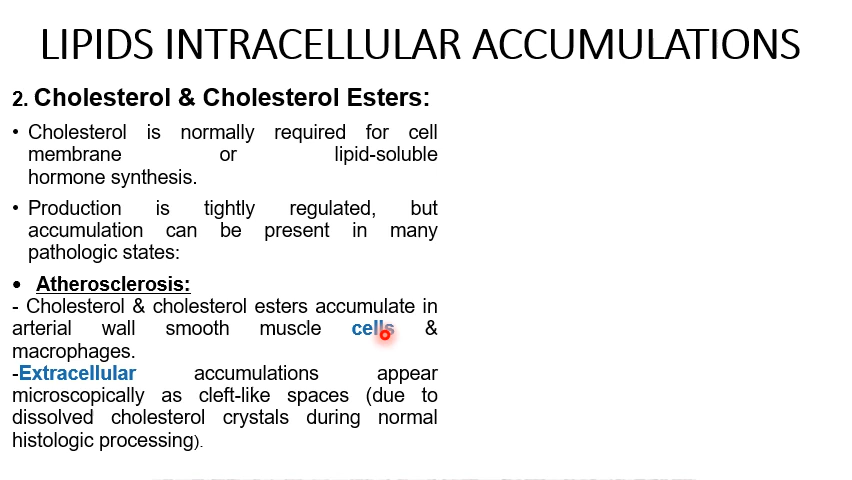 LIPIDS INTRACELLULAR ACCUMULATIONS
2. Cholesterol & Cholesterol Esters:
• Cholesterol is normally required for cell
membrane or lipid-soluble
hormone synthesis.
• Production is tightly regulated, but
accumulation can be present in many
pathologic states:
• Atherosclerosis:
- Cholesterol & cholesterol esters accumulate in
arterial wall smooth muscle cells &
macrophages.
-Extracellular accumulations appear
microscopically as cleft-like spaces (due to
dissolved cholesterol crystals during normal
histologic processing).